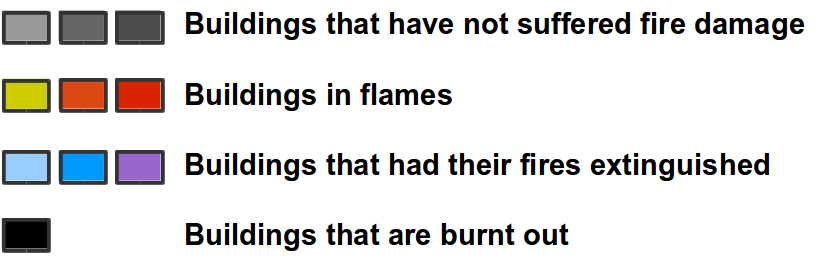 Buildings that have not suffered fire damage
Buildings in flames
Buildings that had their fires extinguished
Buildings that are burnt out